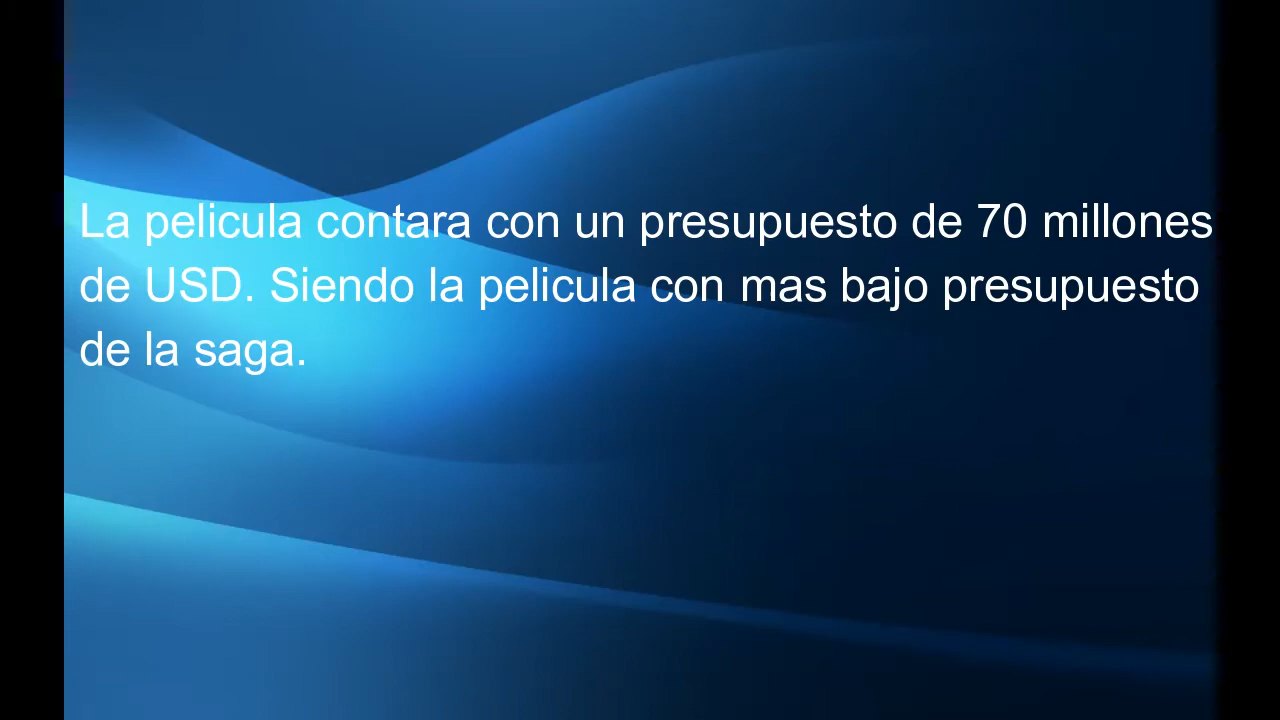 La pelicula contara con un presupuesto de 70 millones
de USD. Siendo la pelicula con mas bajo presupuesto
de la saga.